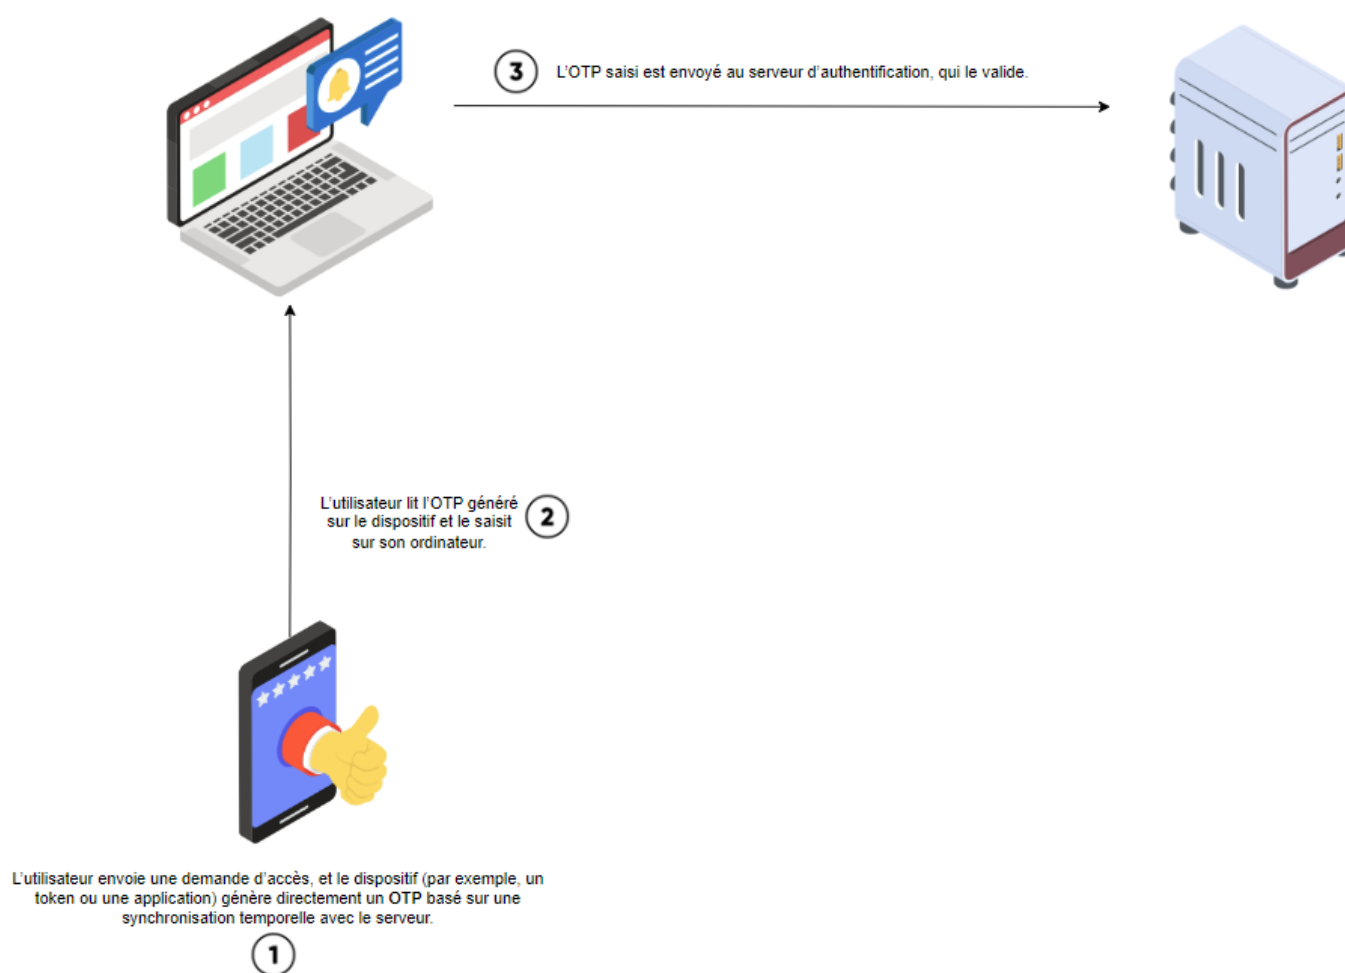 3
L'OTP saisi est envoyé au serveur d'authentification, qui le valide.
L'utilisateur lit l'OTP généré
sur le dispositif et le saisit
sur son ordinateur.
2
L'utilisateur envoie une demande d'accès, et le dispositif (par exemple, un
token ou une application) génère directement un OTP basé sur une
synchronisation temporelle avec le serveur.
1